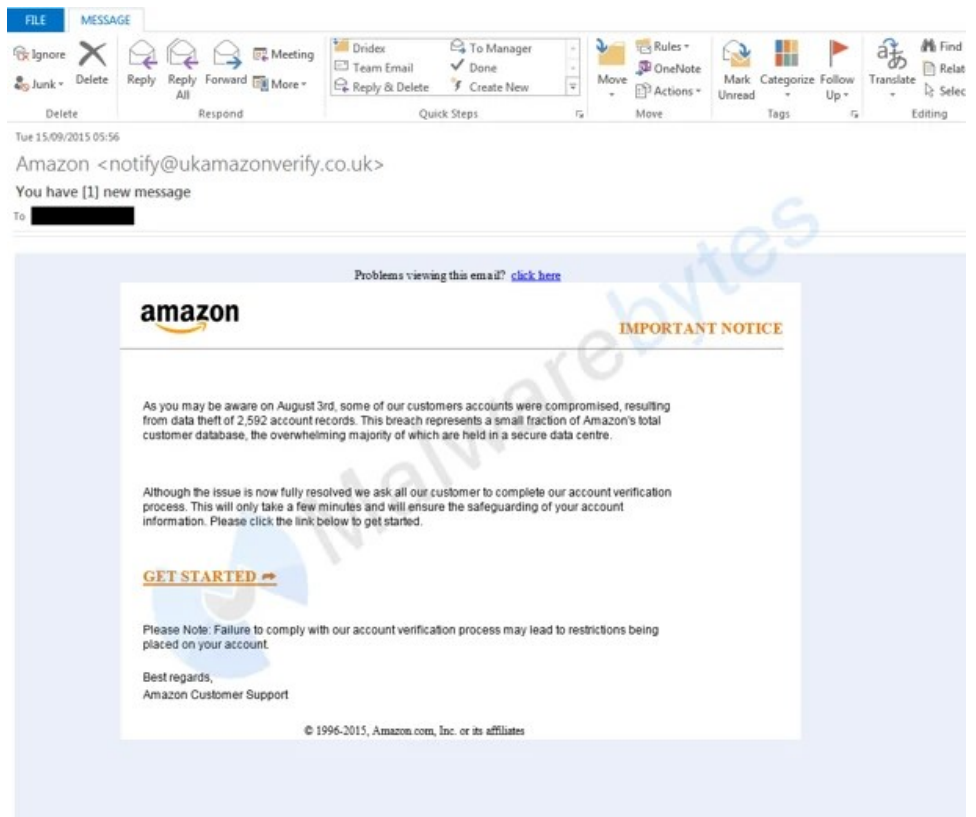 FILE MESSAGE
Ignore
Junk
Delete
Reply
Reply All
Forward
Meeting
More
Dridex
Team Email
Reply & Delete
To Manager
Done
Create New
Move
Rules
OneNote
Actions
Mark Unread
Categorize
Follow Up
Translate
Find
Relat
Selec
Delete Respond Quick Steps Move Tags Editing
Tue 15/09/2015 05:56
Amazon <notify@ukamazonverify.co.uk>
You have [1] new message
To
Problems viewing this email? click here
amazon
IMPORTANT NOTICE
As you may be aware on August 3rd, some of our customers accounts were compromised, resulting
from data theft of 2,592 account records. This breach represents a small fraction of Amazon's total
customer database, the overwhelming majority of which are held in a secure data centre.
Although the issue is now fully resolved we ask all our customer to complete our account verification
process. This will only take a few minutes and will ensure the safeguarding of your account
information. Please click the link below to get started.
GET STARTED
Please Note: Failure to comply with our account verification process may lead to restrictions being
placed on your account.
Best regards,
Amazon Customer Support
© 1996-2015, Amazon.com, Inc. or its affiliates
Malwarebytes